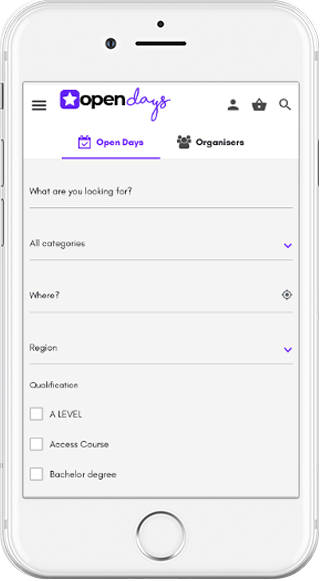 opendays
Open Days Organisers
What are you looking for?
All categories
Where?
Region
Qualification
A LEVEL
Access Course
Bachelor degree